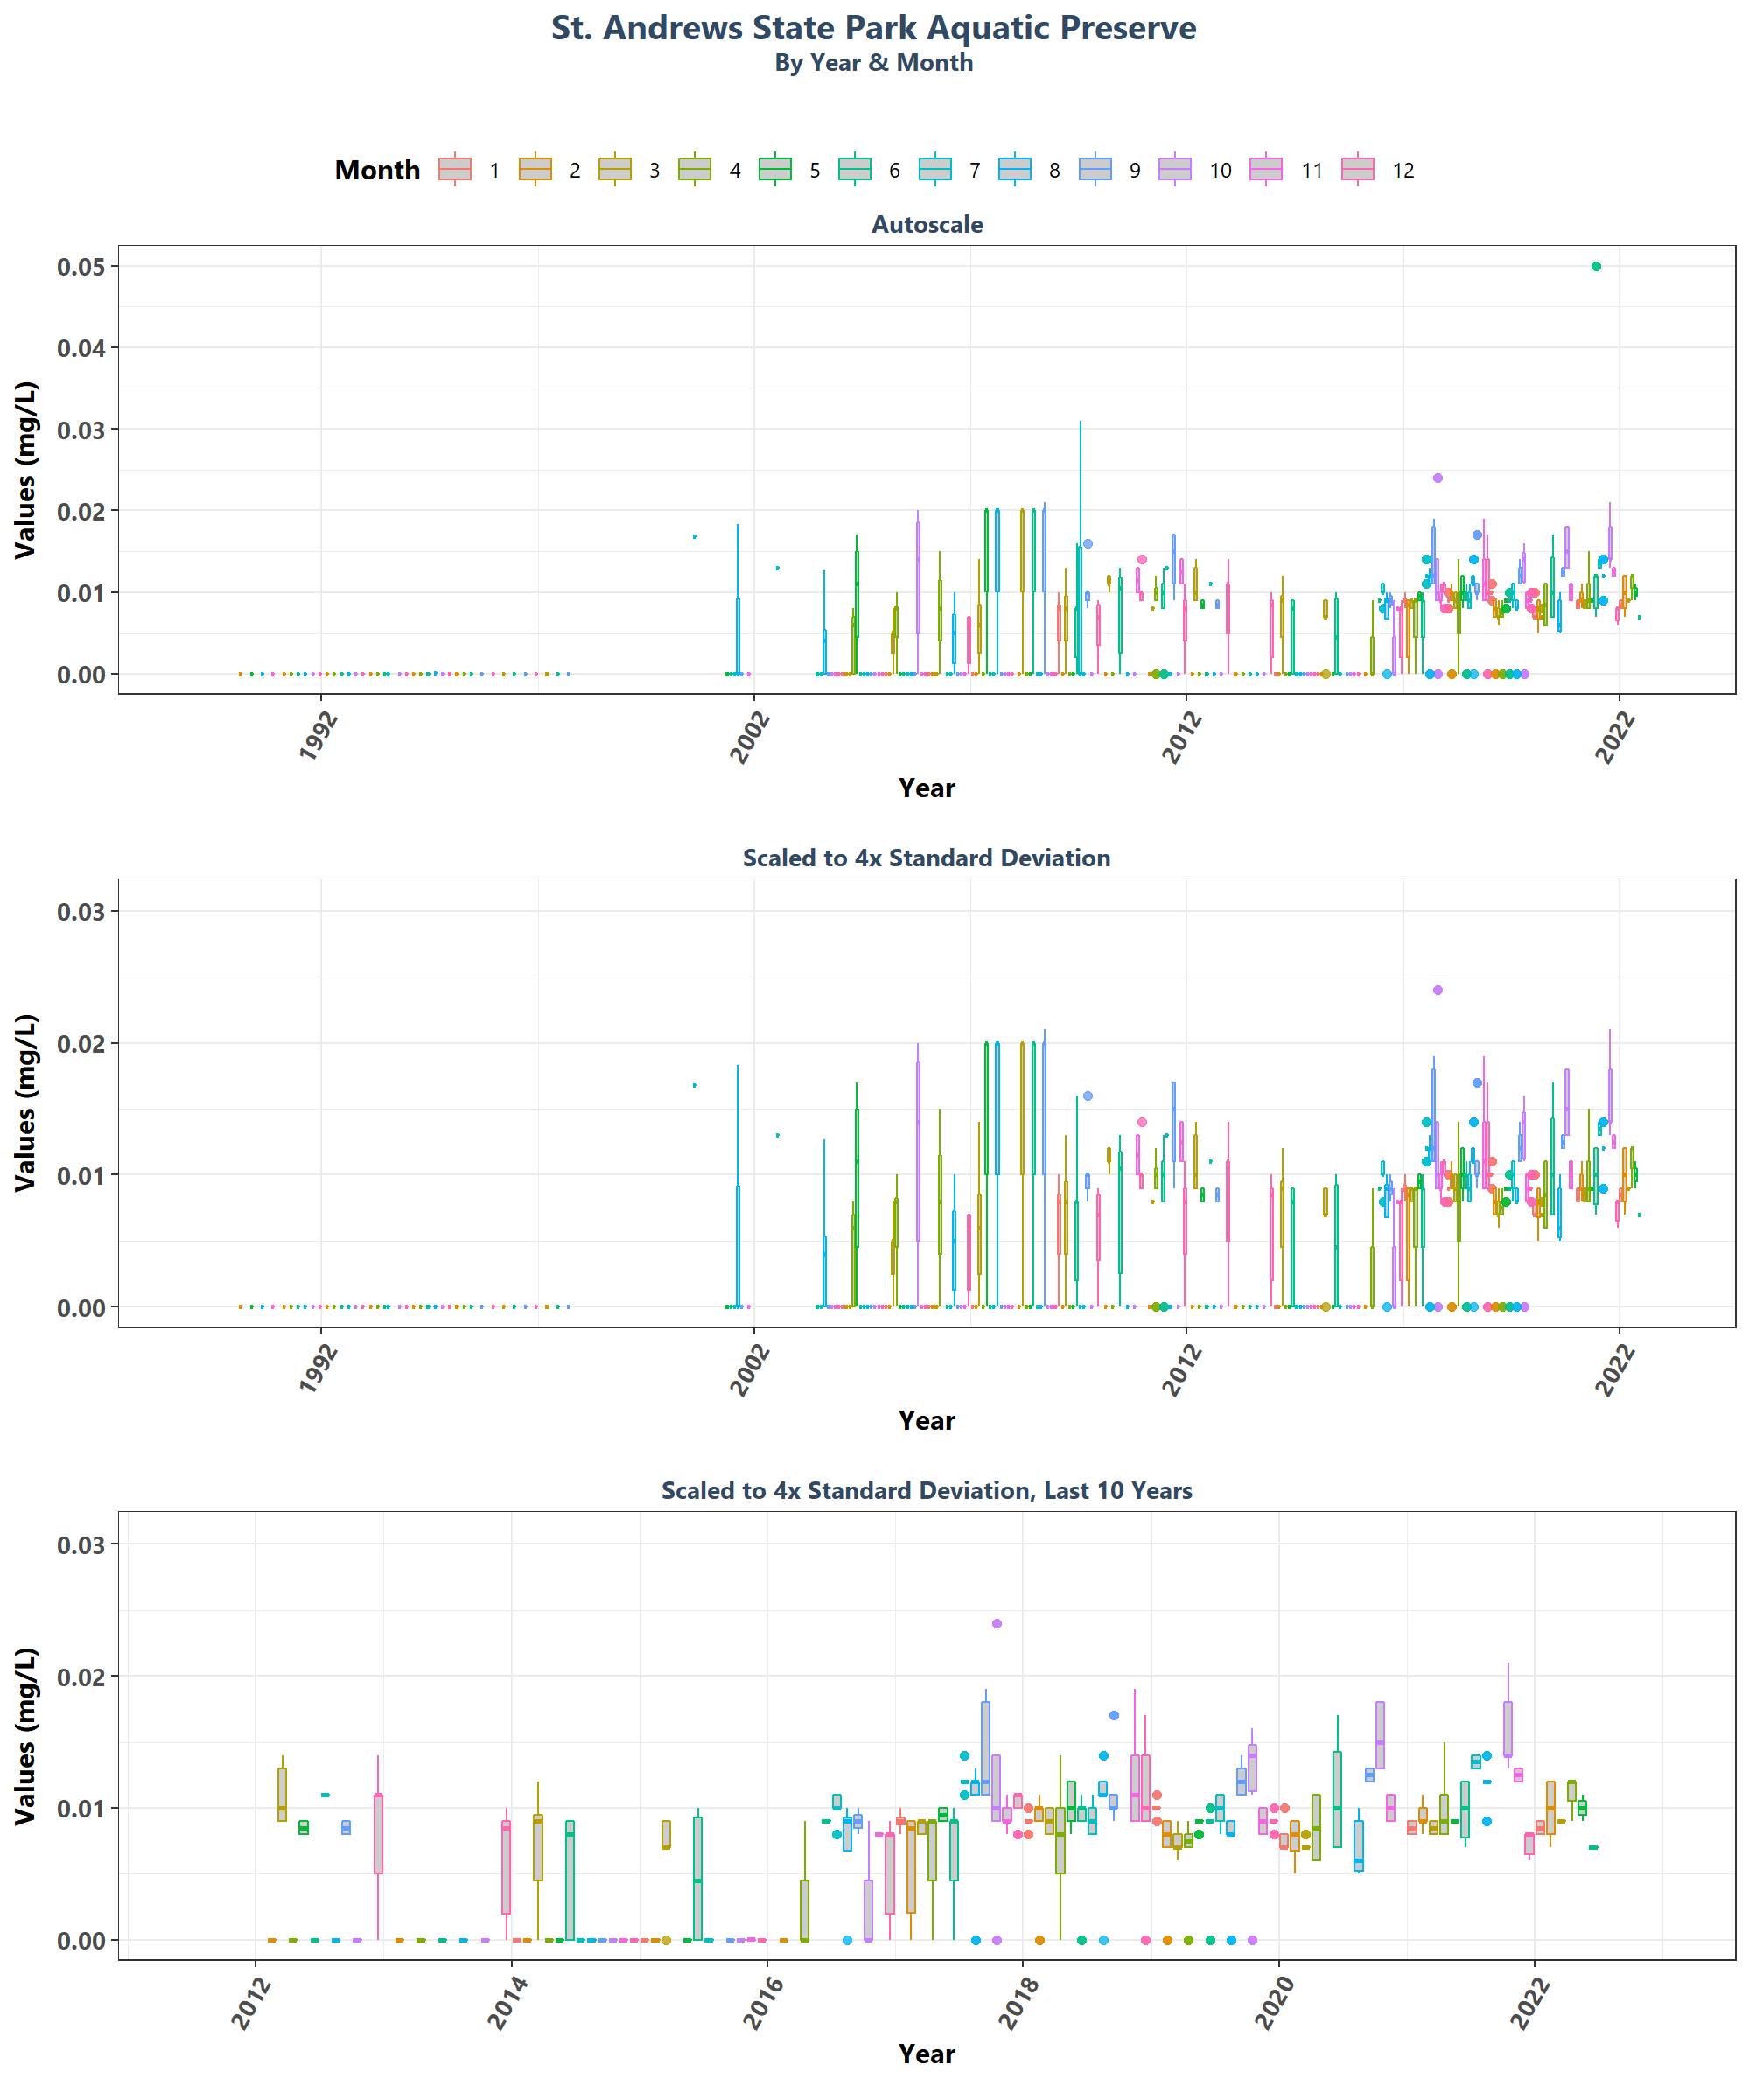 St. Andrews State Park Aquatic Preserve
By Year & Month
Month 1 2 3 4 5 6 7 8 9 10 11 12
Autoscale
0.05
0.04
0.03
0.02
0.01
0.00
Values (mg/L)
1992 2002 2012 2022
Year
Scaled to 4x Standard Deviation
0.03
0.02
0.01
0.00
Values (mg/L)
1992 2002 2012 2022
Year
Scaled to 4x Standard Deviation, Last 10 Years
0.03
0.02
0.01
0.00
Values (mg/L)
2012 2014 2016 2018 2020 2022
Year